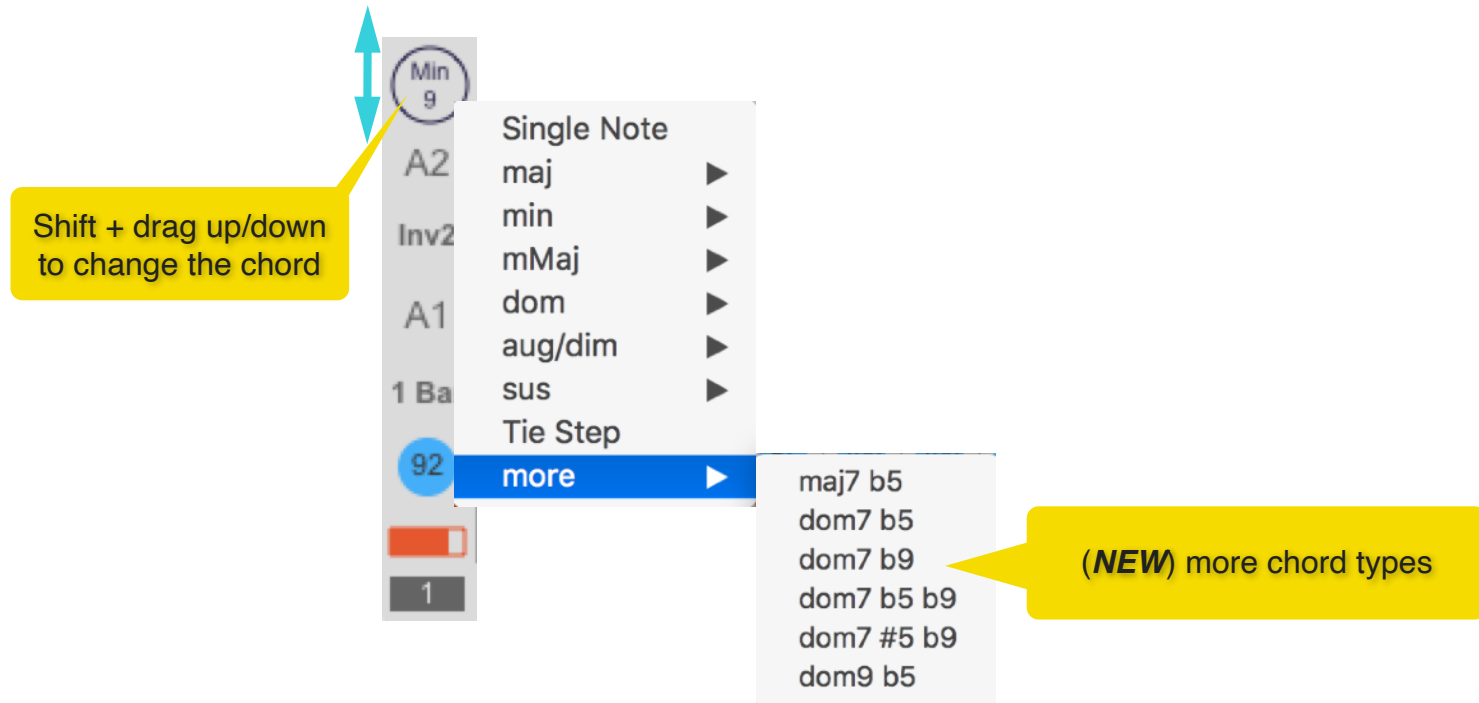 Min
9
A2
Inv2
A1
1 Ba
92
1
Shift + drag up/down
to change the chord
Single Note
maj
min
mMaj
dom
aug/dim
sus
Tie Step
more
maj7 b5
dom7 b5
dom7 b9
dom7 b5 b9
dom7 #5 b9
dom9 b5
(NEW) more chord types